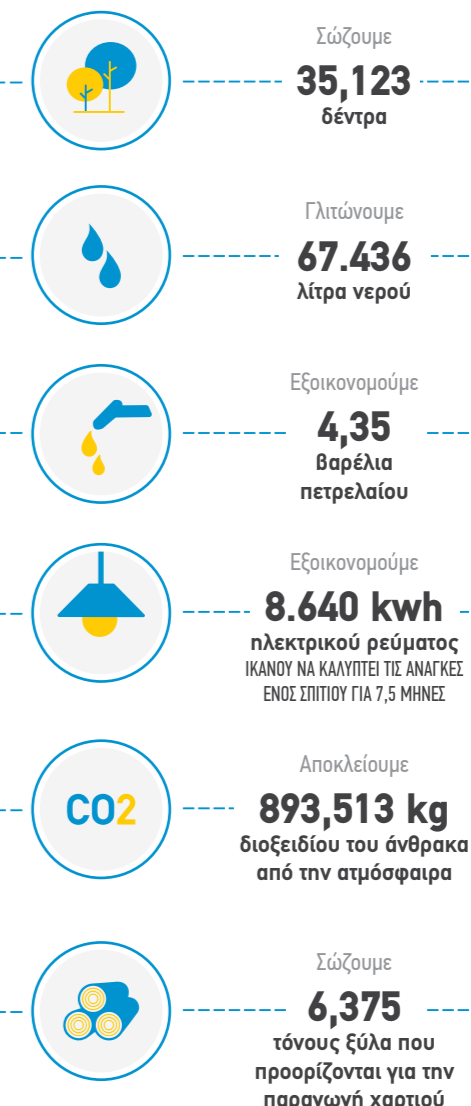 Σώζουμε
35,123
δέντρα
Γλιτώνουμε
67.436
λίτρα νερού
Εξοικονομούμε
4,35
βαρέλια
πετρελαίου
Εξοικονομούμε
8.640 kwh
ηλεκτρικού ρεύματος
ΙΚΑΝΟΥ ΝΑ ΚΑΛΥΠΤΕΙ ΤΙΣ ΑΝΑΓΚΕΣ
ΕΝΟΣ ΣΠΙΤΙΟΥ ΓΙΑ 7,5 ΜΗΝΕΣ
CO2
Αποκλείουμε
893,513 kg
διοξειδίου του άνθρακα
από την ατμόσφαιρα
Σώζουμε
6,375
τόνους ξύλα που
προορίζονται για την
παραγωγή χαρτιού